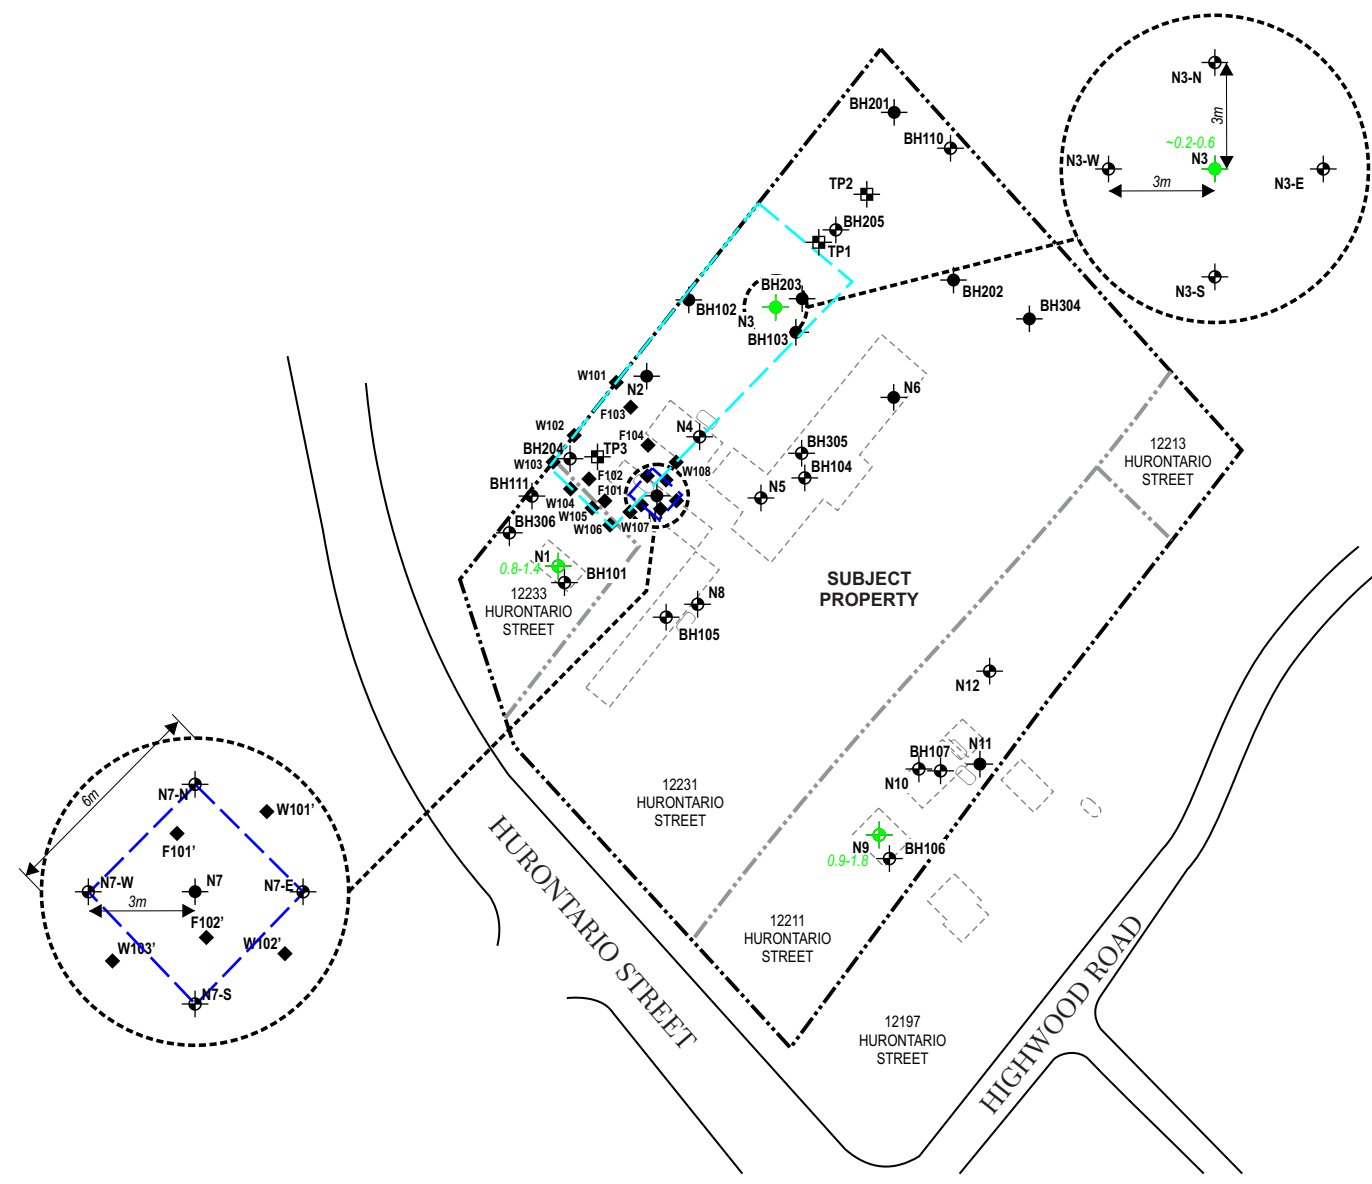 N3-N
3m
~0.2-0.6
N3-W
N3
N3-E
3m
N3-S
BH201
BH110
TP2
BH205
TP1
BH203
BH202
BH102
N3
BH304
BH103
W101
N2
F103
N6
W102
F104
N4
BH204
TP3
W103
BH305
W108
F102
BH104
BH111
F101
N5
W104
W105
BH306
W106
W107
N1
0.8-1.4
BH101
12213
HURONTARIO
STREET
12233
HURONTARIO
STREET
N8
BH105
SUBJECT
PROPERTY
N12
N11
BH107
N10
12231
HURONTARIO
STREET
N9
BH106
0.9-1.8
6m
N7-N
W101'
F101'
N7-W
N7
N7-E
3m
F102'
W103'
W102'
N7-S
HURONTARIO STREET
12211
HURONTARIO
STREET
HIGHWOOD ROAD
12197
HURONTARIO
STREET